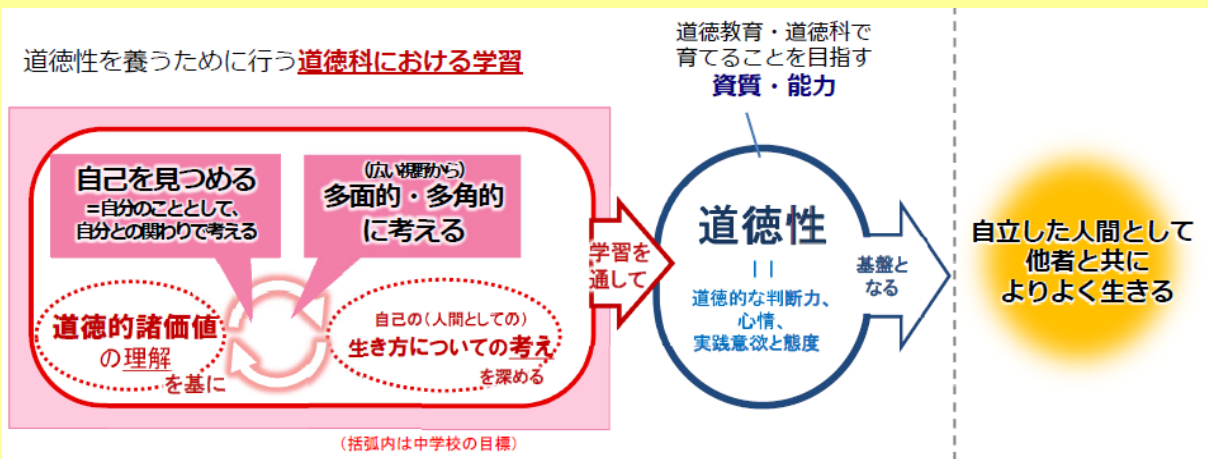 道徳性を養うために行う道徳科における学習
自己を見つめる
=自分のこととして、
自分との関わりで考える
(広い視野から)
多面的・多角的
に考える
道徳的諸価値
の理解
を基に
自己の(人間としての)
生き方についての考え
を深める
(括弧内は中学校の目標)
学習を
通して
道徳教育・道徳科で
育てることを目指す
資質・能力
道徳性
||
道徳的な判断力、
心情、
実践意欲と態度
基盤と
なる
自立した人間として
他者と共に
よりよく生きる